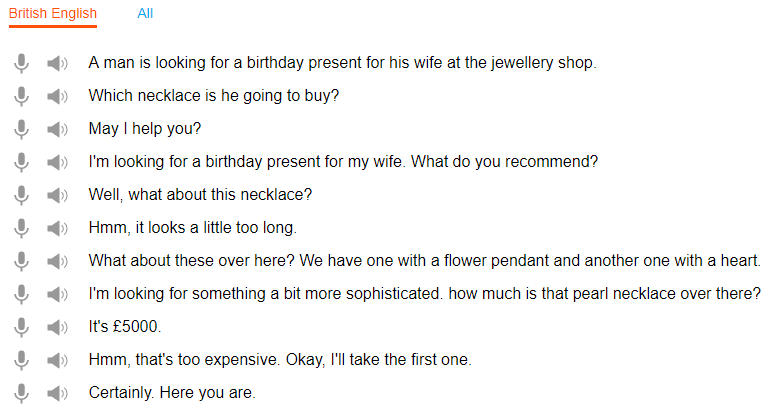 British English All
A man is looking for a birthday present for his wife at the jewellery shop.
Which necklace is he going to buy?
May I help you?
I'm looking for a birthday present for my wife. What do you recommend?
Well, what about this necklace?
Hmm, it looks a little too long.
What about these over here? We have one with a flower pendant and another one with a heart.
I'm looking for something a bit more sophisticated. how much is that pearl necklace over there?
It's £5000.
Hmm, that's too expensive. Okay, I'll take the first one.
Certainly. Here you are.